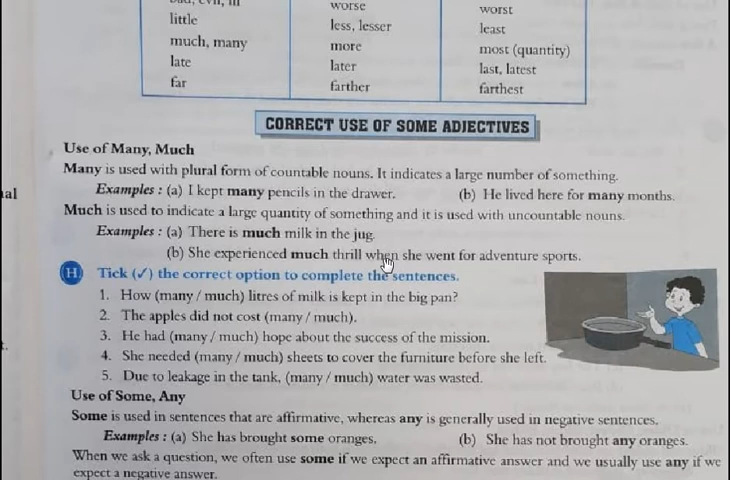 worse worst
little less, lesser least
much, many more most (quantity)
late later last, latest
far farther farthest
CORRECT USE OF SOME ADJECTIVES
Use of Many, Much
Many is used with plural form of countable nouns. It indicates a large number of something.
Examples : (a) I kept many pencils in the drawer. (b) He lived here for many months.
Much is used to indicate a large quantity of something and it is used with uncountable nouns.
Examples : (a) There is much milk in the jug.
(b) She experienced much thrill when she went for adventure sports.
H Tick (✓) the correct option to complete the sentences.
1. How (many / much) litres of milk is kept in the big pan?
2. The apples did not cost (many / much).
3. He had (many / much) hope about the success of the mission.
4. She needed (many / much) sheets to cover the furniture before she left.
5. Due to leakage in the tank, (many / much) water was wasted.
Use of Some, Any
Some is used in sentences that are affirmative, whereas any is generally used in negative sentences.
Examples : (a) She has brought some oranges. (b) She has not brought any oranges.
When we ask a question, we often use some if we expect an affirmative answer and we usually use any if we
expect a negative answer.